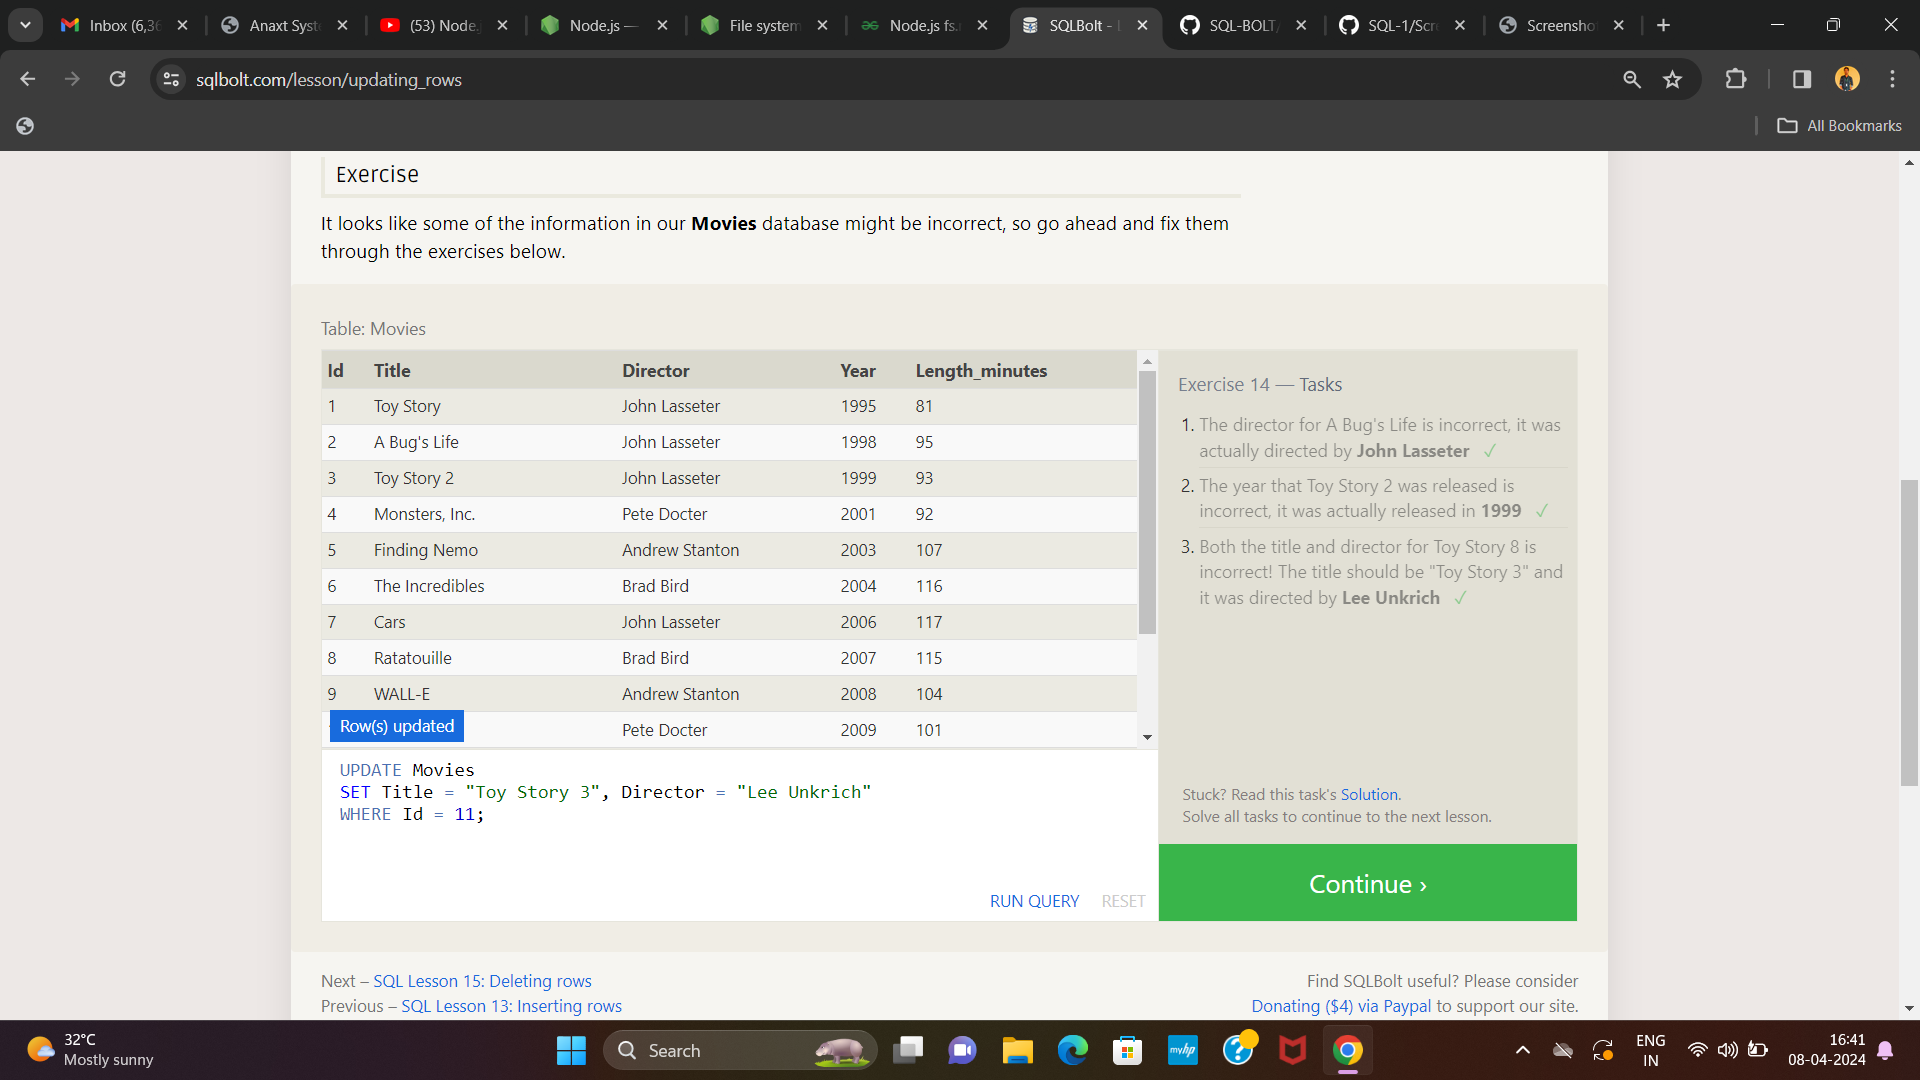 Inbox (6,36
Anaxt Syst
(53) Node.j
Node.js —
File system
Node.js fs.r
SQLBolt - L
SQL-BOLT/
SQL-1/Scr
Screensho
sqlbolt.com/lesson/updating_rows
All Bookmarks
Exercise
It looks like some of the information in our Movies database might be incorrect, so go ahead and fix them
through the exercises below.
Table: Movies
Id Title Director Year Length_minutes
1 Toy Story John Lasseter 1995 81
2 A Bug's Life John Lasseter 1998 95
3 Toy Story 2 John Lasseter 1999 93
4 Monsters, Inc. Pete Docter 2001 92
5 Finding Nemo Andrew Stanton 2003 107
6 The Incredibles Brad Bird 2004 116
7 Cars John Lasseter 2006 117
8 Ratatouille Brad Bird 2007 115
9 WALL-E Andrew Stanton 2008 104
Pete Docter 2009 101
Row(s) updated
UPDATE Movies
SET Title = "Toy Story 3", Director = "Lee Unkrich"
WHERE Id = 11;
RUN QUERY RESET
Exercise 14 — Tasks
1. The director for A Bug's Life is incorrect, it was
actually directed by John Lasseter ✓
2. The year that Toy Story 2 was released is
incorrect, it was actually released in 1999 ✓
3. Both the title and director for Toy Story 8 is
incorrect! The title should be "Toy Story 3" and
it was directed by Lee Unkrich ✓
Stuck? Read this task's Solution.
Solve all tasks to continue to the next lesson.
Continue ›
Next – SQL Lesson 15: Deleting rows
Previous – SQL Lesson 13: Inserting rows
Find SQLBolt useful? Please consider
Donating ($4) via Paypal to support our site.
32°C
Mostly sunny
Search
myhp
ENG
IN
16:41
08-04-2024